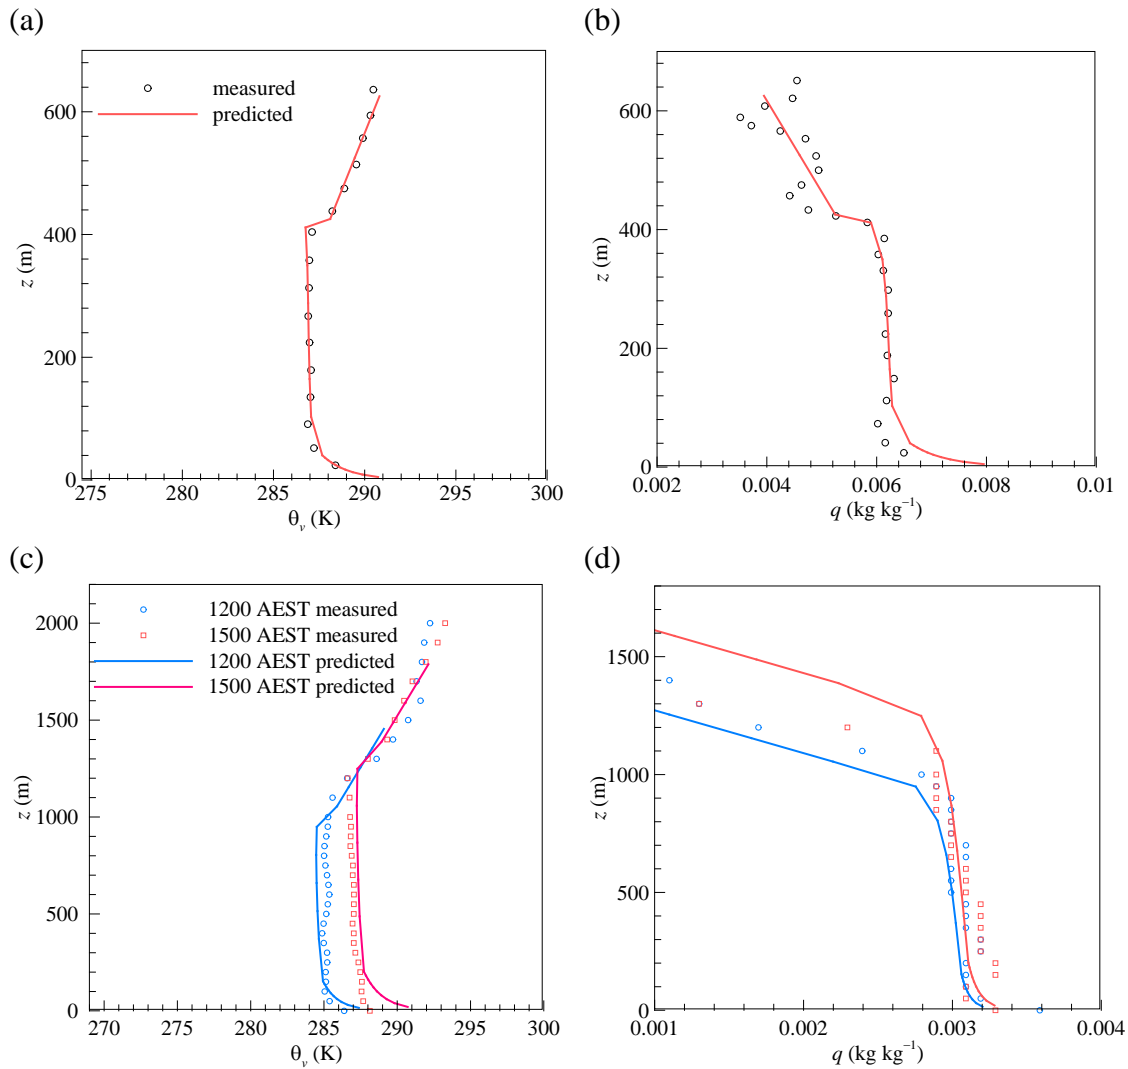 (a)
measured
predicted
600
400
200
0
z (m)
275
280
285
290
295
300
θv (K)
(b)
600
400
200
0
z (m)
0.002
0.004
0.006
0.008
0.01
q (kg kg⁻¹)
(c)
1200 AEST measured
1500 AEST measured
1200 AEST predicted
1500 AEST predicted
2000
1500
1000
500
0
z (m)
270
275
280
285
290
295
300
θv (K)
(d)
1500
1000
500
0
z (m)
0.001
0.002
0.003
0.004
q (kg kg⁻¹)